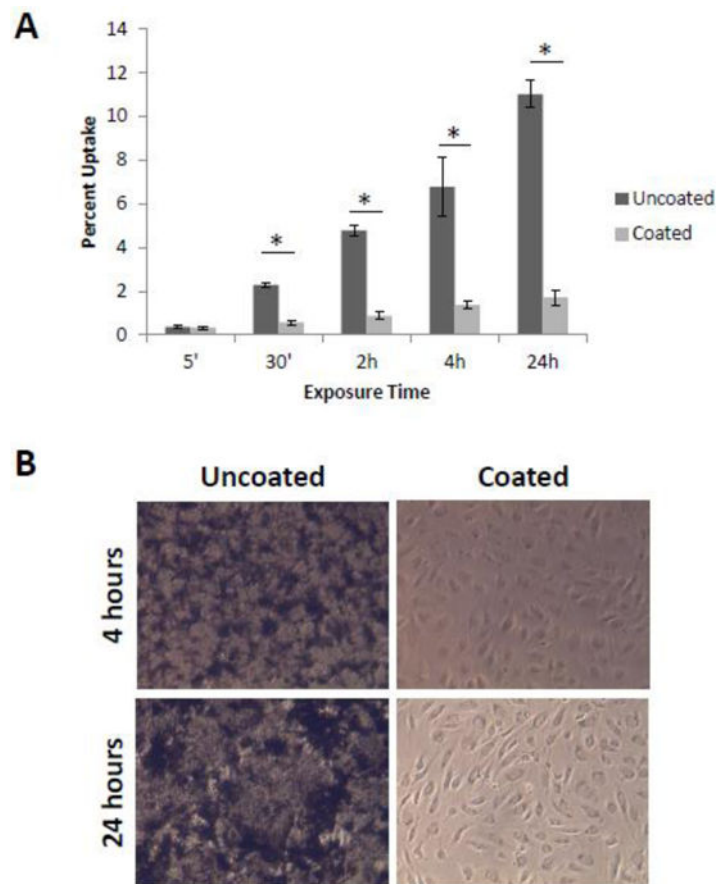 A
14
12
10
8
6
4
2
0
Percent Uptake
*
*
*
*
5' 30' 2h 4h 24h
Exposure Time
Uncoated
Coated
B
Uncoated Coated
4 hours
24 hours